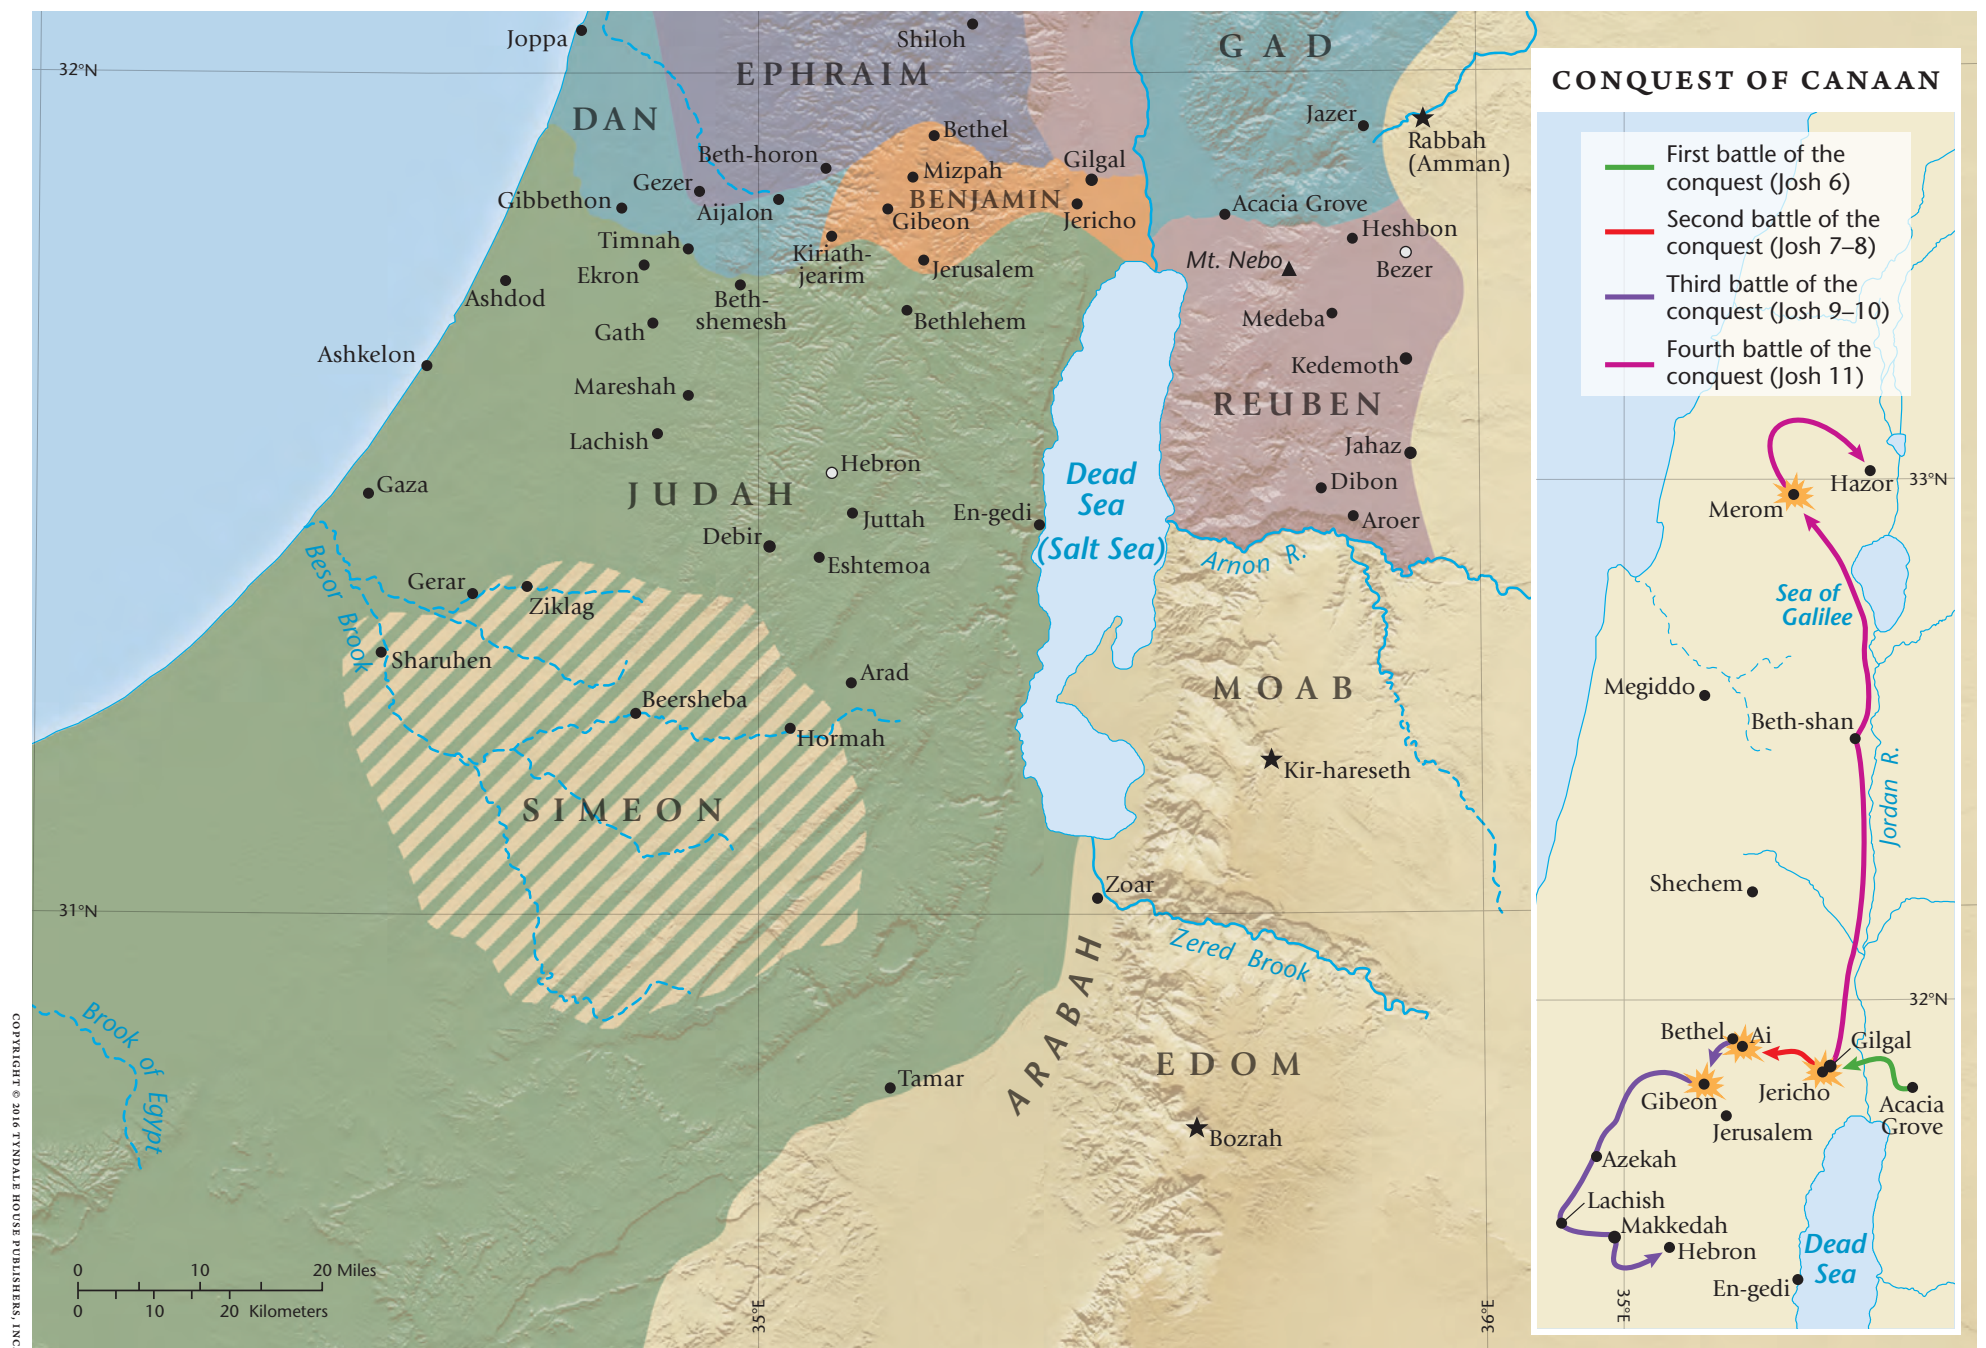 Joppa
Shiloh
GAD
32°N
EPHRAIM
DAN
Jazer
Rabbah
(Amman)
Bethel
Beth-horon
Mizpah
Gilgal
Gezer
Gibbethon
BENJAMIN
Aijalon
Gibeon
Jericho
Acacia Grove
Heshbon
Timnah
Kiriath-
jearim
Mt. Nebo
Bezer
Ekron
Jerusalem
Ashdod
Beth-
shemesh
Bethlehem
Medeba
Gath
Ashkelon
Kedemoth
Mareshah
REUBEN
Lachish
Jahaz
Hebron
Dead
Sea
(Salt Sea)
Gaza
JUDAH
Dibon
Juttah
En-gedi
Aroer
Debir
Eshtemoa
Arnon R.
Besor Brook
Gerar
Ziklag
Sharuhen
Arad
Beersheba
MOAB
Hormah
Kir-hareseth
SIMEON
Zoar
31°N
Zered Brook
ARABAH
Brook of Egypt
EDOM
Tamar
Bozrah
0 10 20 Miles
0 10 20 Kilometers
35°E
36°E
COPYRIGHT © 2016 TYNDALE HOUSE PUBLISHERS, INC
CONQUEST OF CANAAN
First battle of the
conquest (Josh 6)
Second battle of the
conquest (Josh 7–8)
Third battle of the
conquest (Josh 9–10)
Fourth battle of the
conquest (Josh 11)
Hazor
33°N
Merom
Sea of
Galilee
Megiddo
Beth-shan
Jordan R.
Shechem
32°N
Bethel
Ai
Gilgal
Gibeon
Jericho
Acacia
Grove
Jerusalem
Azekah
Lachish
Makkedah
Hebron
Dead
Sea
En-gedi
35°E